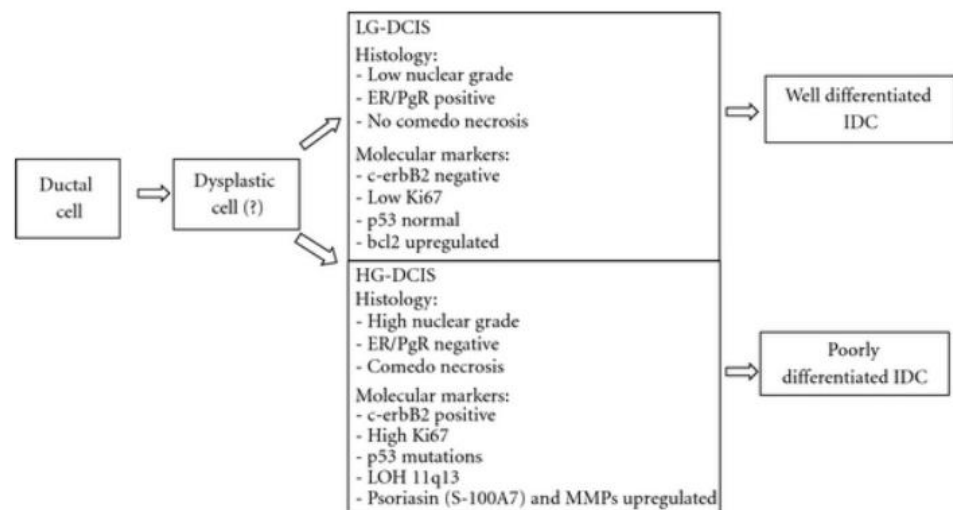 Ductal
cell
Dysplastic
cell (?)
LG-DCIS
Histology:
- Low nuclear grade
- ER/PgR positive
- No comedo necrosis
Molecular markers:
- c-erbB2 negative
- Low Ki67
- p53 normal
- bcl2 upregulated
Well differentiated
IDC
HG-DCIS
Histology:
- High nuclear grade
- ER/PgR negative
- Comedo necrosis
Molecular markers:
- c-erbB2 positive
- High Ki67
- p53 mutations
- LOH 11q13
- Psoriasin (S-100A7) and MMPs upregulated
Poorly
differentiated IDC